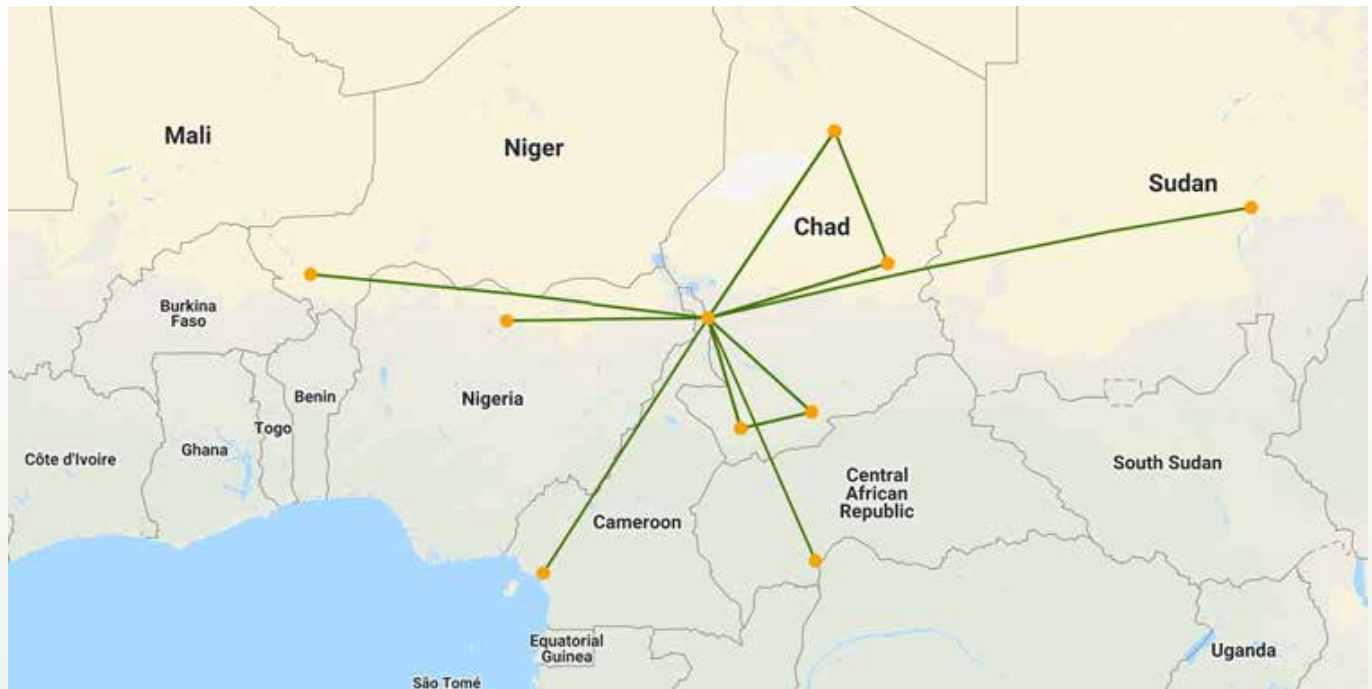 Mali
Niger
Sudan
Chad
Burkina
Faso
Benin
Nigeria
Togo
Ghana
Côte d'Ivoire
Central
African
Republic
South Sudan
Cameroon
Equatorial
Guinea
Uganda
São Tomé